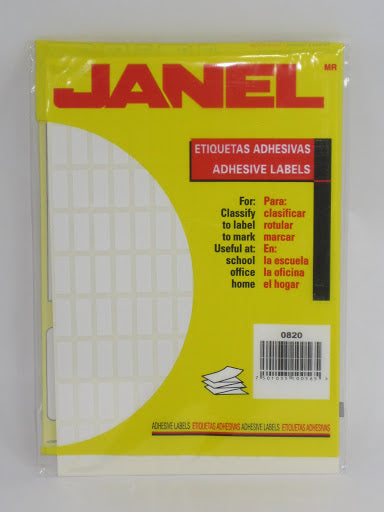 JANEL
MR
ETIQUETAS ADHESIVAS
ADHESIVE LABELS
For: Para:
Classify clasificar
to label rotular
to mark marcar
Useful at: En:
school la escuela
office la oficina
home el hogar
0820
ADHESIVE LABELS ETIQUETAS ADHESIVAS ADHESIVE LABELS ETIQUETAS ADHESIVAS